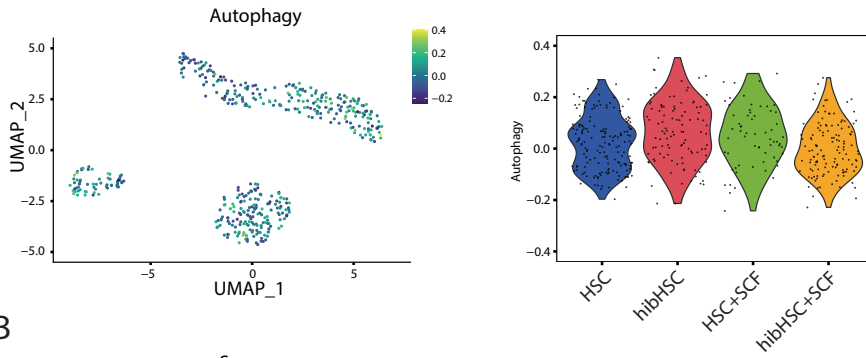 Autophagy
0.4
0.2
0.0
−0.2
5.0
2.5
0.0
−2.5
−5.0
UMAP_2
−5
0
5
UMAP_1
0.4
0.2
0.0
−0.2
−0.4
Autophagy
HSC
hibHSC
HSC+SCF
hibHSC+SCF